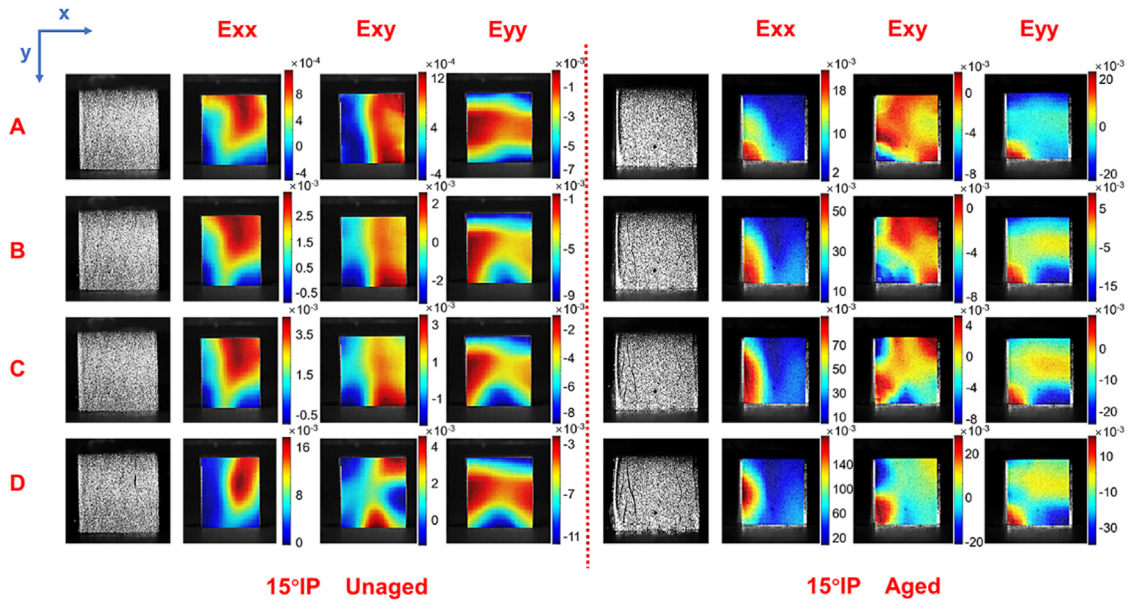 x
y
Exx Exy Eyy Exx Exy Eyy
A
×10⁻⁴ 8 4 0 -4
×10⁻⁴ 12 4 -4
×10⁻³ -1 -3 -5 -7
×10⁻³ 18 10 2
×10⁻³ 0 -4 -8
×10⁻³ 20 0 -20
B
×10⁻³ 2.5 1.5 0.5 -0.5
×10⁻³ 2 0 -2
×10⁻³ -1 -5 -9
×10⁻³ 50 30 10
×10⁻³ 0 -4 -8
×10⁻³ 5 -5 -15
C
×10⁻³ 3.5 1.5 -0.5
×10⁻³ 3 1 -1
×10⁻³ -2 -4 -6 -8
×10⁻³ 70 50 30 10
×10⁻³ 4 0 -4 -8
×10⁻³ 0 -10 -20
D
×10⁻³ 16 8 0
×10⁻³ 4 2 0
×10⁻³ -3 -7 -11
×10⁻³ 140 100 60 20
×10⁻³ 20 0 -20
×10⁻³ 10 -10 -30
15°IP Unaged 15°IP Aged